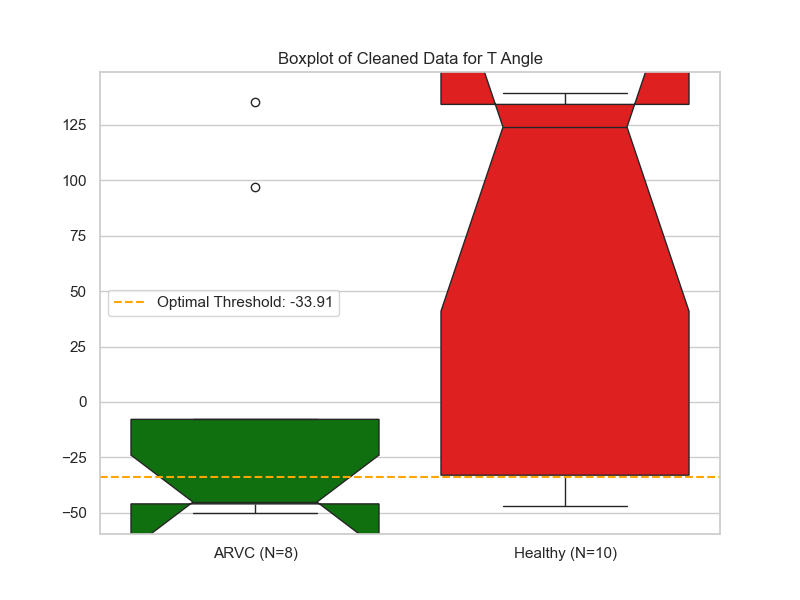 Boxplot of Cleaned Data for T Angle
125
100
75
50
Optimal Threshold: -33.91
25
0
−25
−50
ARVC (N=8)
Healthy (N=10)